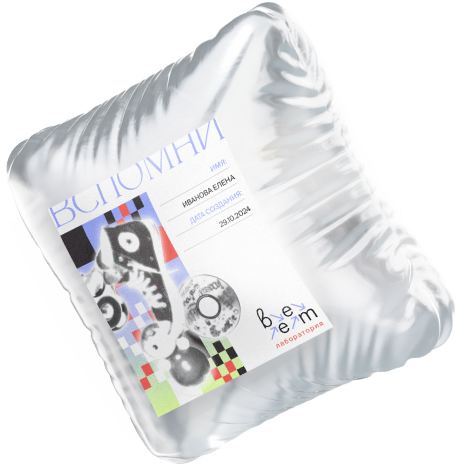 ВСПОМНИ
ИМЯ:
ИВАНОВА ЕЛЕНА
ДАТА СОЗДАНИЯ:
29.10.2024
в е
е т
лаборатория